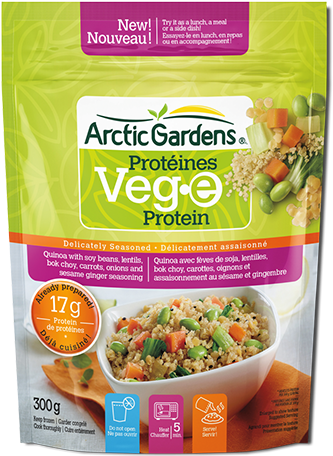 New!
Nouveau!
Try it as a lunch, a meal
or a side dish!
Essayez-le en lunch, en repas
ou en accompagnement!
Arctic Gardens®
Protéines
Veg•e
Protein
Delicately Seasoned • Délicatement assaisonné
Quinoa with soy beans, lentils,
bok choy, carrots, onions and
sesame ginger seasoning
Quinoa avec fèves de soja, lentilles,
bok choy, carottes, oignons et
assaisonnement au sésame et gingembre
Already prepared!
17g
Protein
de protéines
Déjà cuisiné!
300g
Keep frozen | Garder congelé
Cook thoroughly | Cuire entièrement
Do not open.
Ne pas ouvrir
Heat
Chauffer
5
min.
Serve!
Servir!